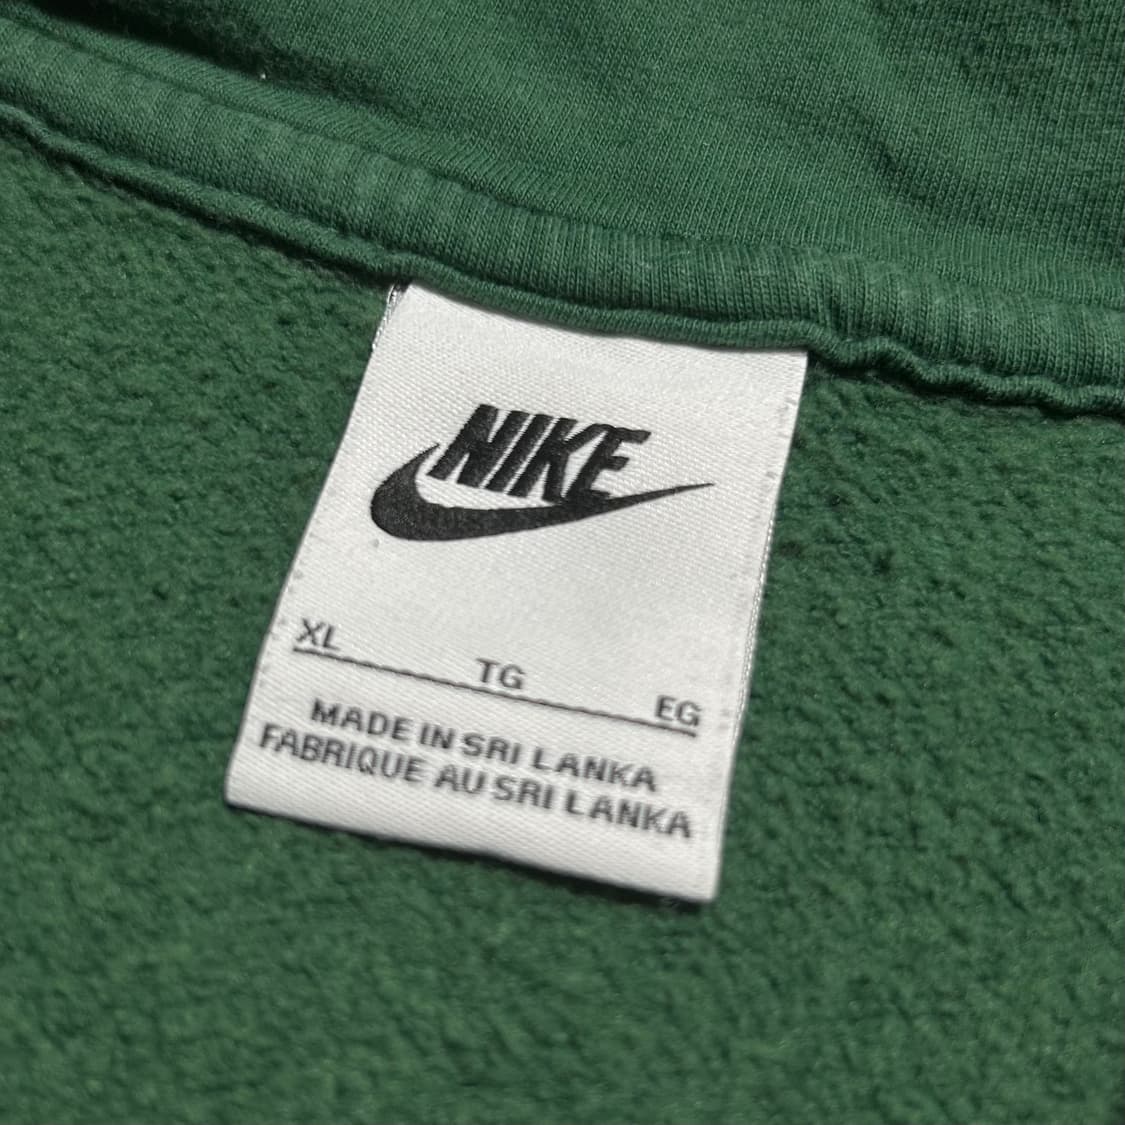 NIKE
XL TG EG
MADE IN SRI LANKA
FABRIQUE AU SRI LANKA